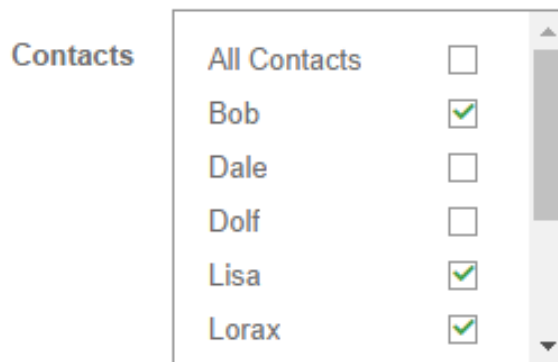 Contacts
All Contacts
Bob
Dale
Dolf
Lisa
Lorax